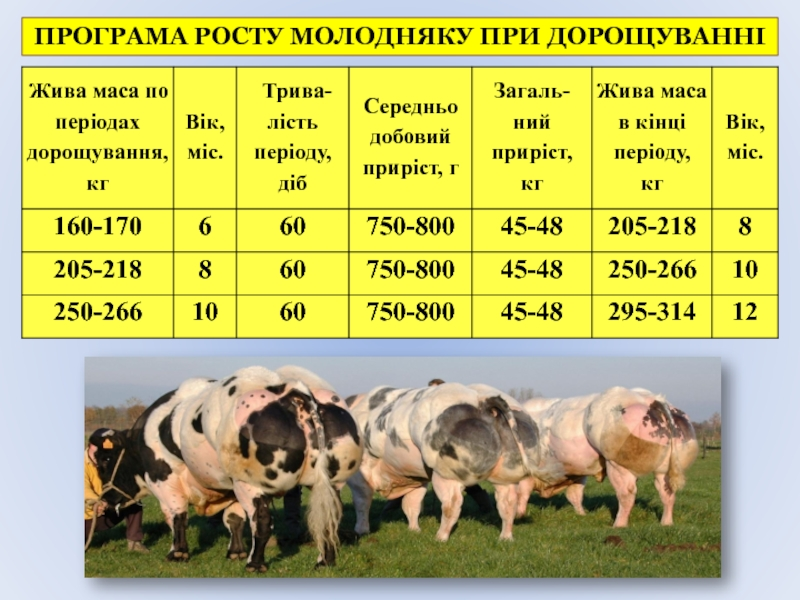 ПРОГРАМА РОСТУ МОЛОДНЯКУ ПРИ ДОРОЩУВАННІ
Жива маса по
періодах
дорощування,
кг
Вік,
міс.
Трива-
лість
періоду,
діб
Середньо
добовий
приріст, г
Загаль-
ний
приріст,
кг
Жива маса
в кінці
періоду,
кг
Вік,
міс.
160-170 6 60 750-800 45-48 205-218 8
205-218 8 60 750-800 45-48 250-266 10
250-266 10 60 750-800 45-48 295-314 12